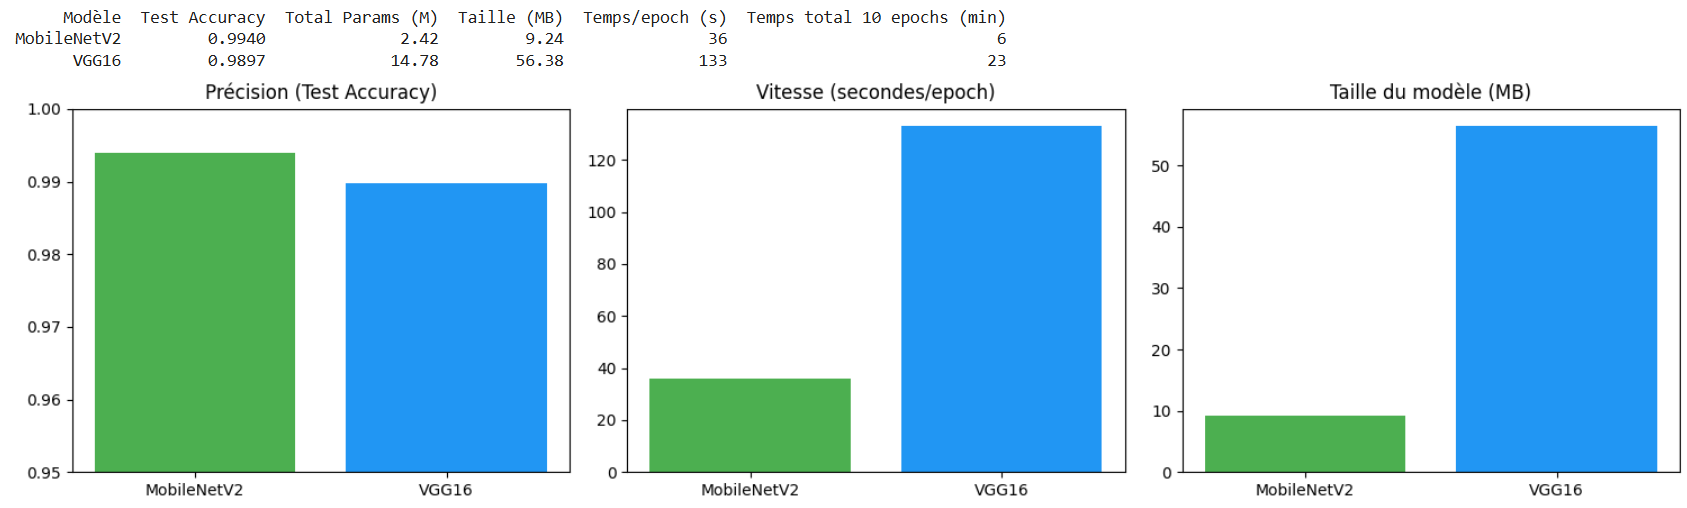 Modèle Test Accuracy Total Params (M) Taille (MB) Temps/epoch (s) Temps total 10 epochs (min)
MobileNetV2 0.9940 2.42 9.24 36 6
VGG16 0.9897 14.78 56.38 133 23
Précision (Test Accuracy)
1.00
0.99
0.98
0.97
0.96
0.95
MobileNetV2 VGG16
Vitesse (secondes/epoch)
120
100
80
60
40
20
0
MobileNetV2 VGG16
Taille du modèle (MB)
50
40
30
20
10
0
MobileNetV2 VGG16